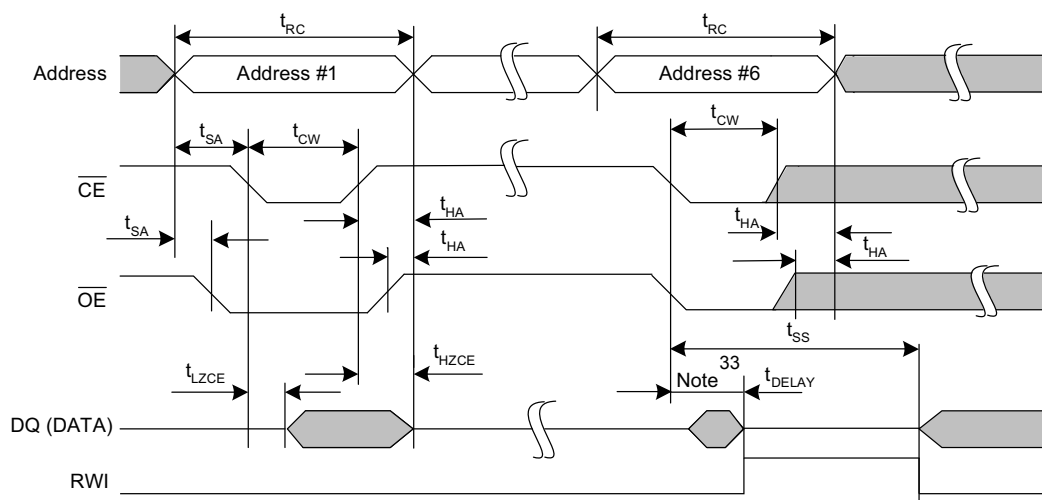 tRC
tRC
Address
Address #1
Address #6
tSA
tCW
tCW
CE
tSA
tHA
tHA
tHA
tHA
OE
tSS
tLZCE
tHZCE
33
Note
tDELAY
DQ (DATA)
RWI